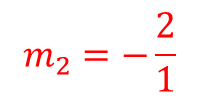 m₂ = −2/1